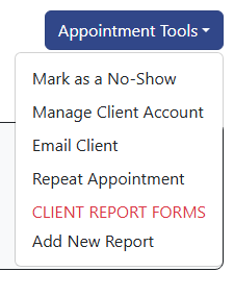 Appointment Tools
Mark as a No-Show
Manage Client Account
Email Client
Repeat Appointment
CLIENT REPORT FORMS
Add New Report